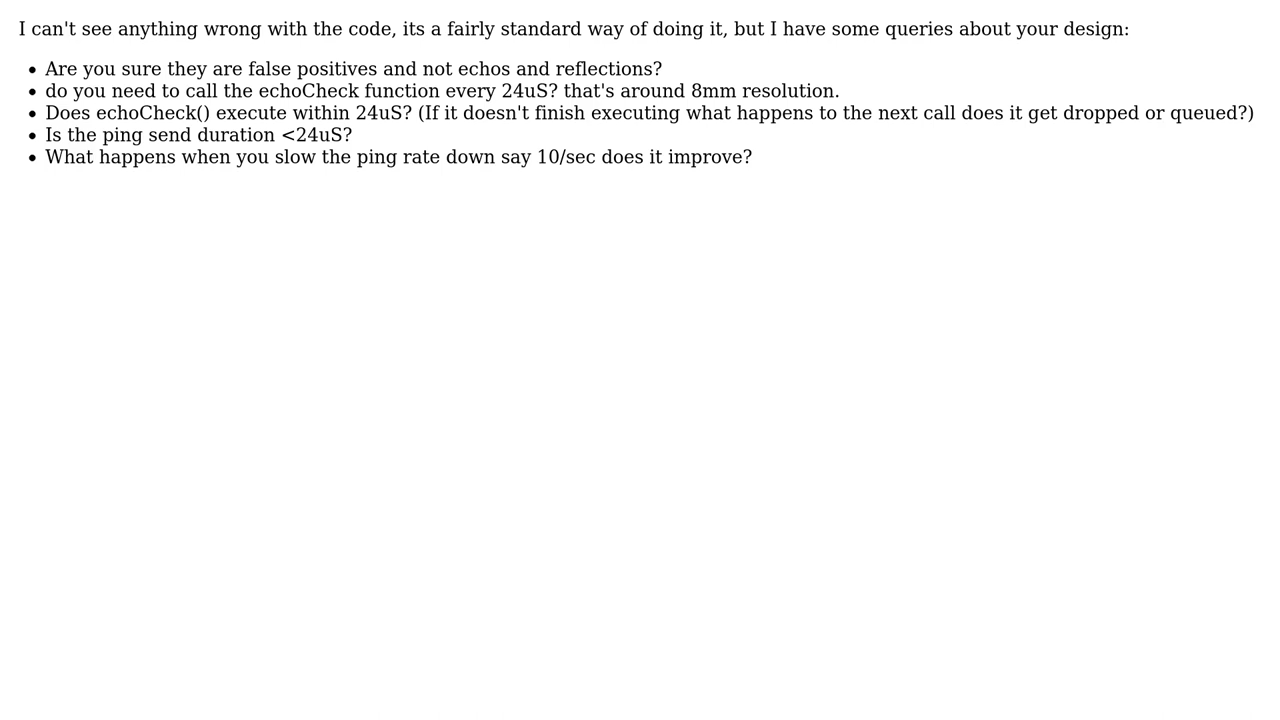 I can't see anything wrong with the code, its a fairly standard way of doing it, but I have some queries about your design:
• Are you sure they are false positives and not echos and reflections?
• do you need to call the echoCheck function every 24uS? that's around 8mm resolution.
• Does echoCheck() execute within 24uS? (If it doesn't finish executing what happens to the next call does it get dropped or queued?)
• Is the ping send duration <24uS?
• What happens when you slow the ping rate down say 10/sec does it improve?